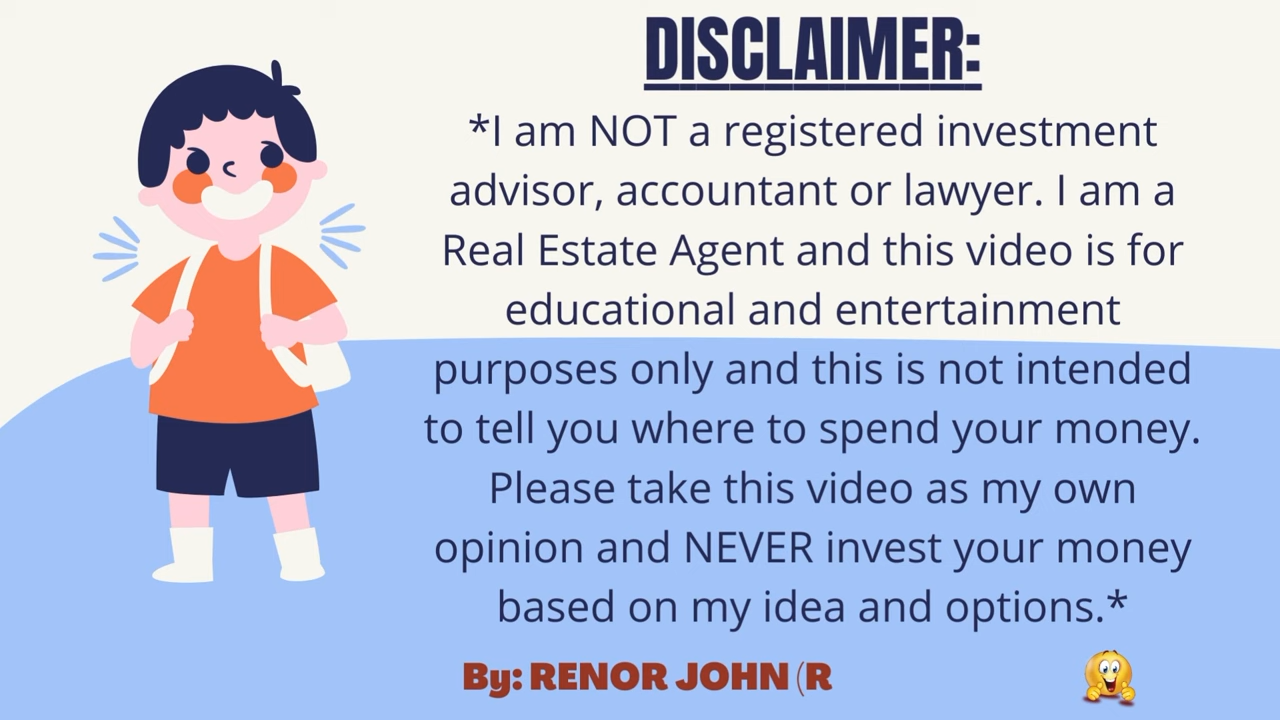 DISCLAIMER:
*I am NOT a registered investment
advisor, accountant or lawyer. I am a
Real Estate Agent and this video is for
educational and entertainment
purposes only and this is not intended
to tell you where to spend your money.
Please take this video as my own
opinion and NEVER invest your money
based on my idea and options.*
By: RENOR JOHN (R